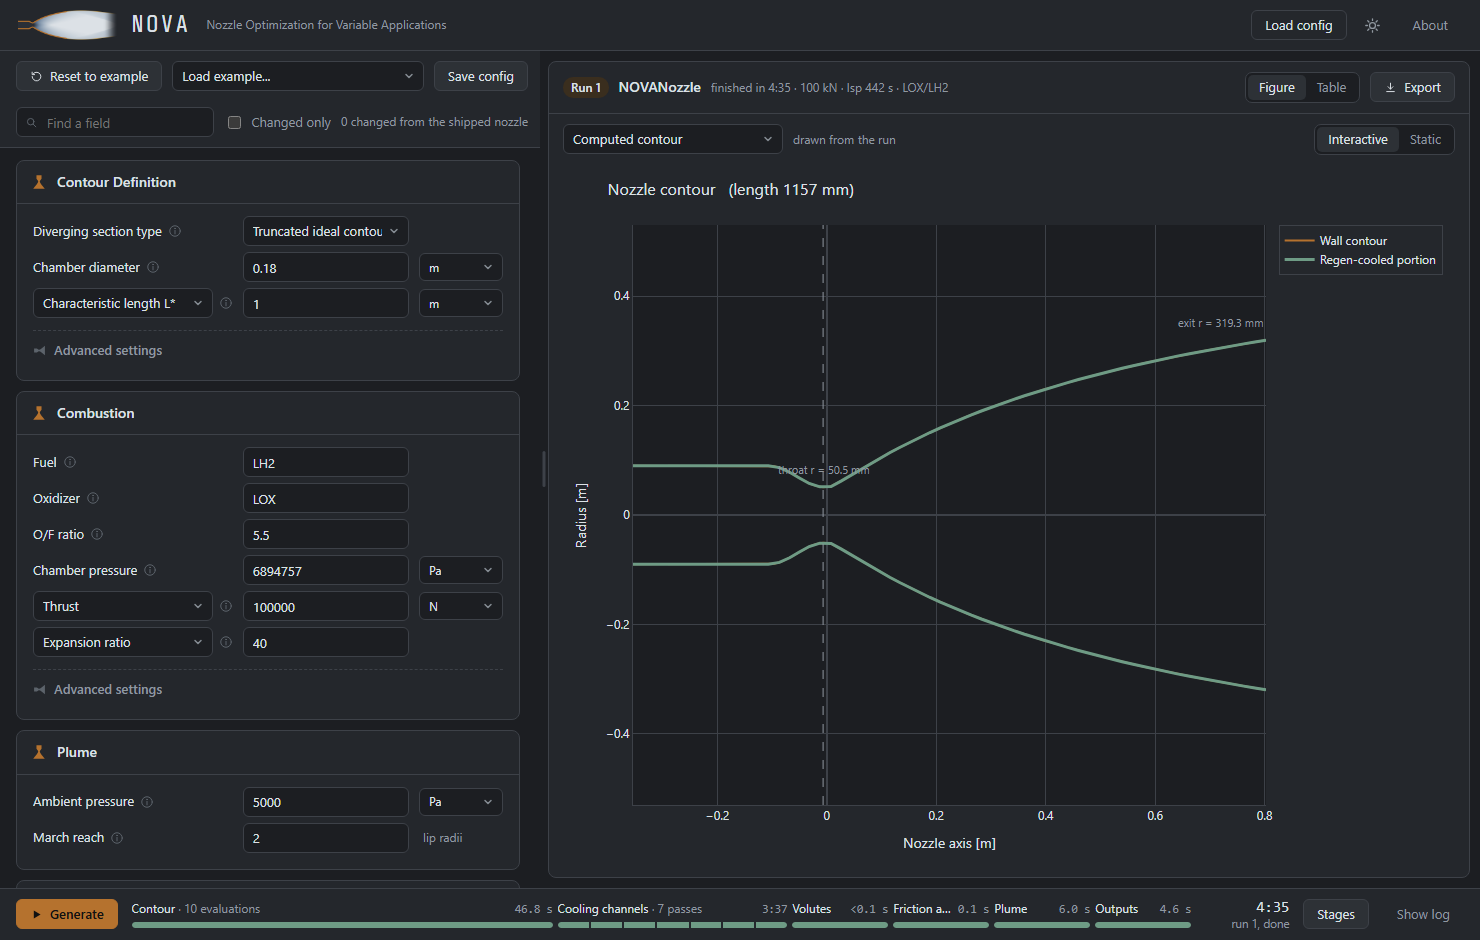 NOVA Nozzle Optimization for Variable Applications Load config About
Reset to example Load example... Save config
Find a field Changed only 0 changed from the shipped nozzle
Contour Definition
Diverging section type Truncated ideal contou
Chamber diameter 0.18 m
Characteristic length L* 1 m
Advanced settings
Combustion
Fuel LH2
Oxidizer LOX
O/F ratio 5.5
Chamber pressure 6894757 Pa
Thrust 100000 N
Expansion ratio 40
Advanced settings
Plume
Ambient pressure 5000 Pa
March reach 2 lip radii
Run 1 NOVANozzle finished in 4:35 · 100 kN · Isp 442 s · LOX/LH2 Figure Table Export
Computed contour drawn from the run Interactive Static
Nozzle contour (length 1157 mm)
Wall contour
Regen-cooled portion
0.4
exit r = 319.3 mm
0.2
throat r = 50.5 mm
0
Radius [m]
−0.2
−0.4
−0.2 0 0.2 0.4 0.6 0.8
Nozzle axis [m]
Generate Contour · 10 evaluations 46.8 s Cooling channels · 7 passes 3:37 Volutes <0.1 s Friction a... 0.1 s Plume 6.0 s Outputs 4.6 s 4:35 Stages Show log
run 1, done